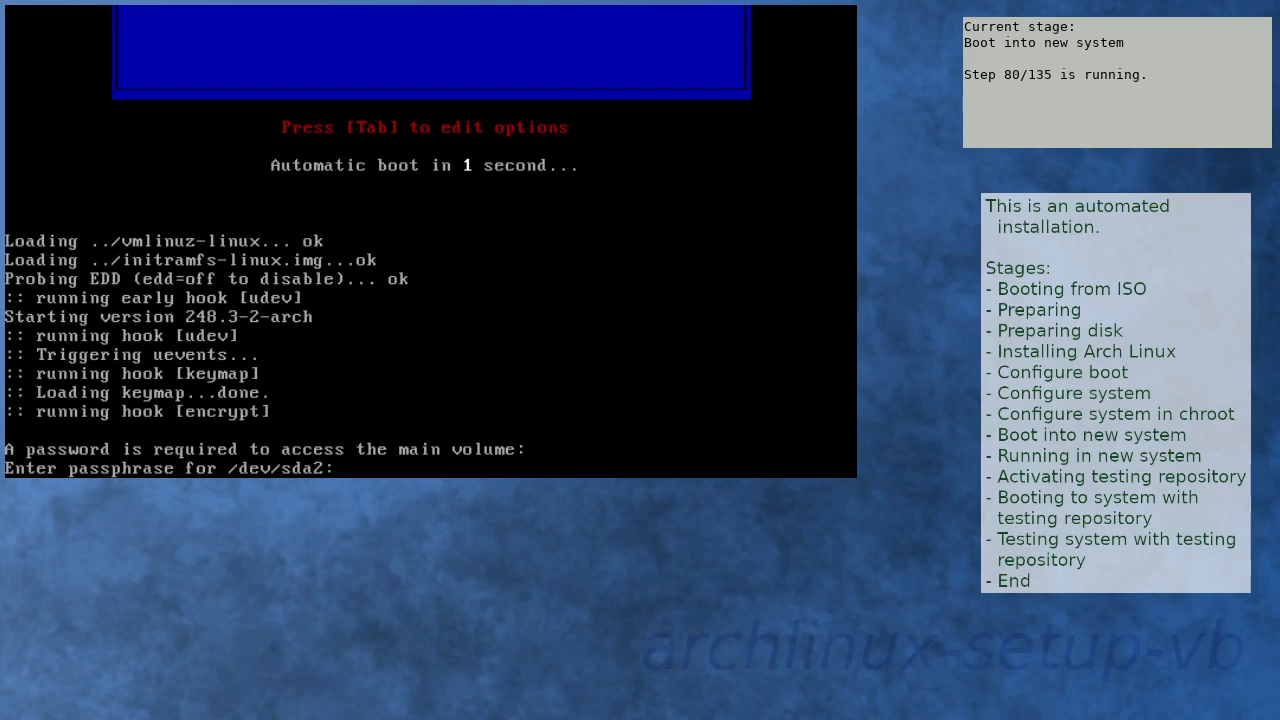 Press [Tab] to edit options
Automatic boot in 1 second...
Loading ../vmlinuz-linux... ok
Loading ../initramfs-linux.img...ok
Probing EDD (edd=off to disable)... ok
:: running early hook [udev]
Starting version 248.3-2-arch
:: running hook [udev]
:: Triggering uevents...
:: running hook [keymap]
:: Loading keymap...done.
:: running hook [encrypt]
A password is required to access the main volume:
Enter passphrase for /dev/sda2:
Current stage:
Boot into new system
Step 80/135 is running.
This is an automated
installation.
Stages:
- Booting from ISO
- Preparing
- Preparing disk
- Installing Arch Linux
- Configure boot
- Configure system
- Configure system in chroot
- Boot into new system
- Running in new system
- Activating testing repository
- Booting to system with
testing repository
- Testing system with testing
repository
- End
archlinux-setup-vb